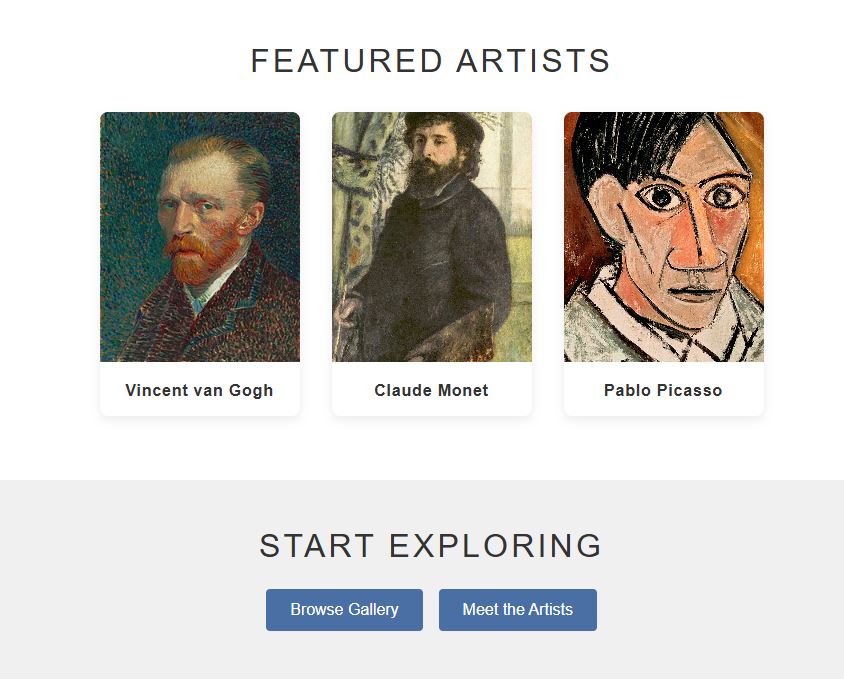 FEATURED ARTISTS
Vincent van Gogh
Claude Monet
Pablo Picasso
START EXPLORING
Browse Gallery
Meet the Artists